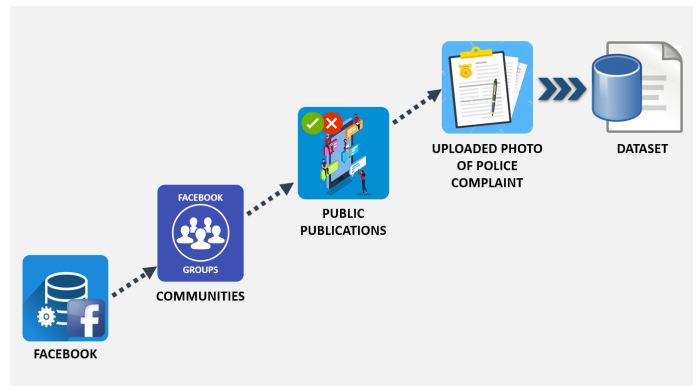 UPLOADED PHOTO
OF POLICE
COMPLAINT
DATASET
FACEBOOK
GROUPS
PUBLIC
PUBLICATIONS
COMMUNITIES
f
FACEBOOK